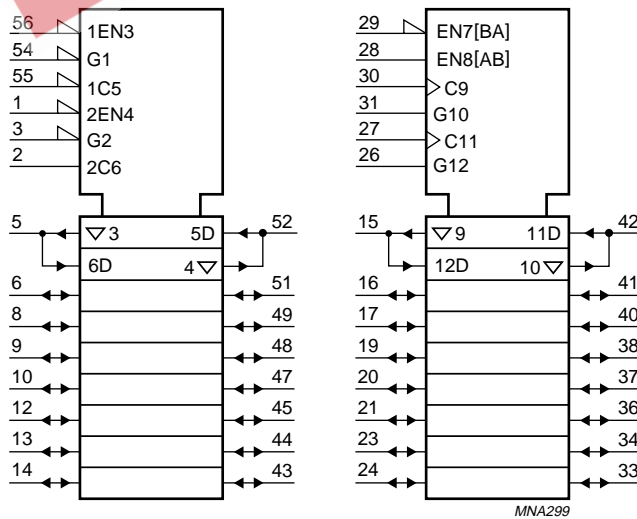 56 1EN3
54 G1
55 1C5
1 2EN4
3 G2
2 2C6
5 ▽3 5D 52
6D 4▽
6 51
8 49
9 48
10 47
12 45
13 44
14 43
29 EN7[BA]
28 EN8[AB]
30 C9
31 G10
27 C11
26 G12
15 ▽9 11D 42
12D 10▽
16 41
17 40
19 38
20 37
21 36
23 34
24 33
MNA299